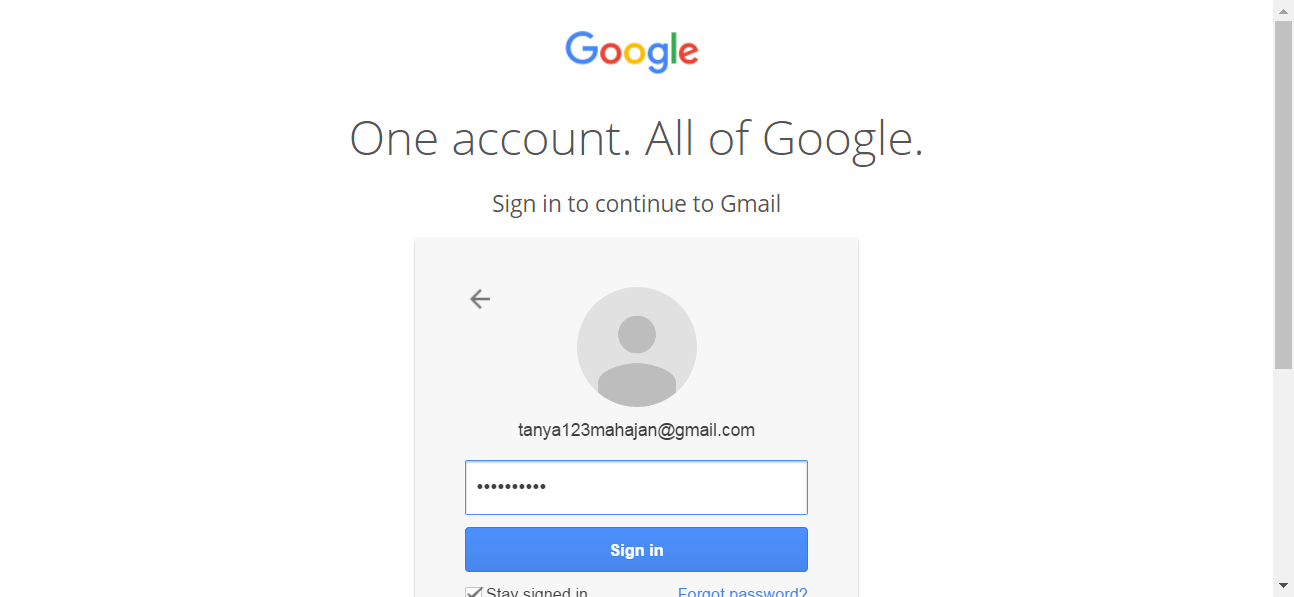 Google
One account. All of Google.
Sign in to continue to Gmail
tanya123mahajan@gmail.com
••••••••••
Sign in
Stay signed in Forgot password?